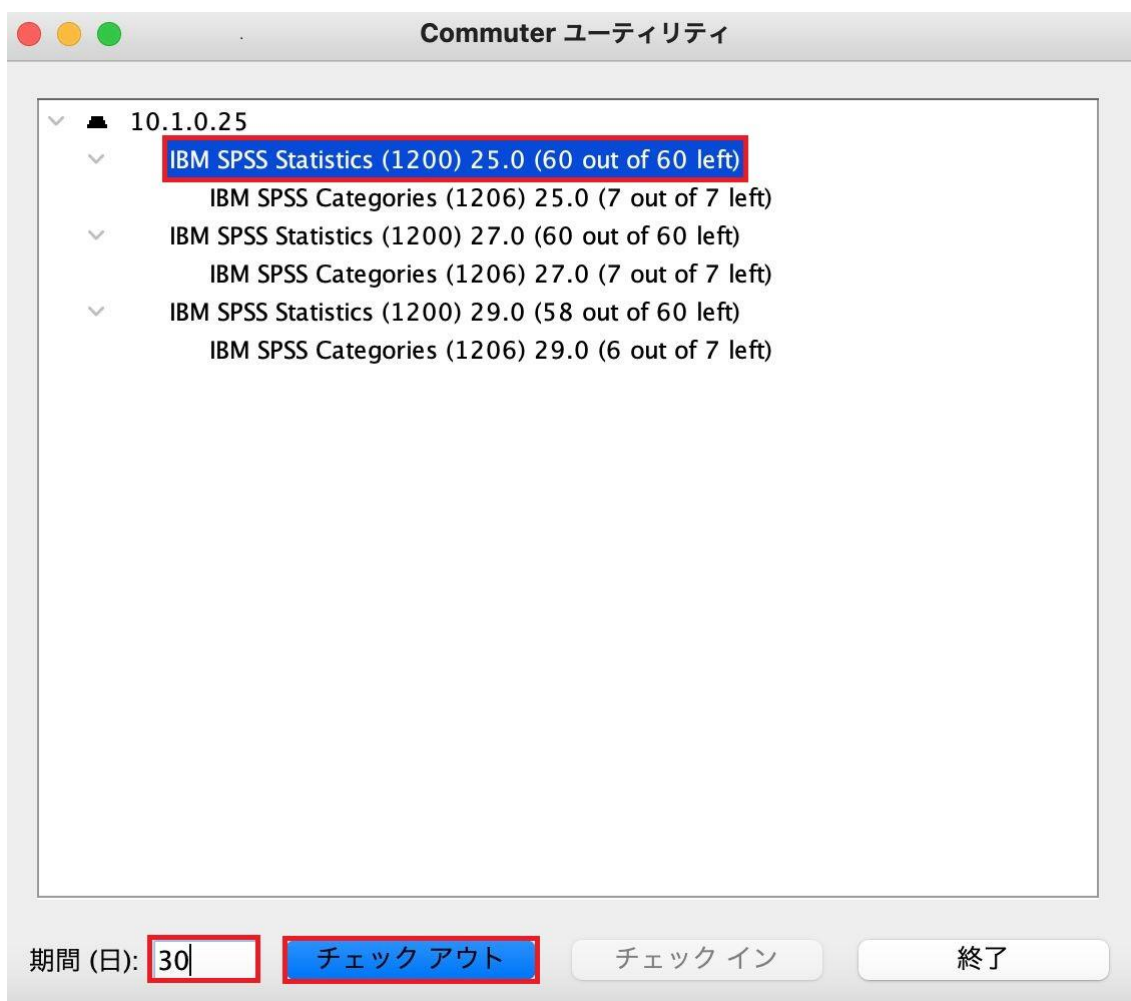 Commuter ユーティリティ
10.1.0.25
IBM SPSS Statistics (1200) 25.0 (60 out of 60 left)
IBM SPSS Categories (1206) 25.0 (7 out of 7 left)
IBM SPSS Statistics (1200) 27.0 (60 out of 60 left)
IBM SPSS Categories (1206) 27.0 (7 out of 7 left)
IBM SPSS Statistics (1200) 29.0 (58 out of 60 left)
IBM SPSS Categories (1206) 29.0 (6 out of 7 left)
期間 (日): 30 チェック アウト チェック イン 終了